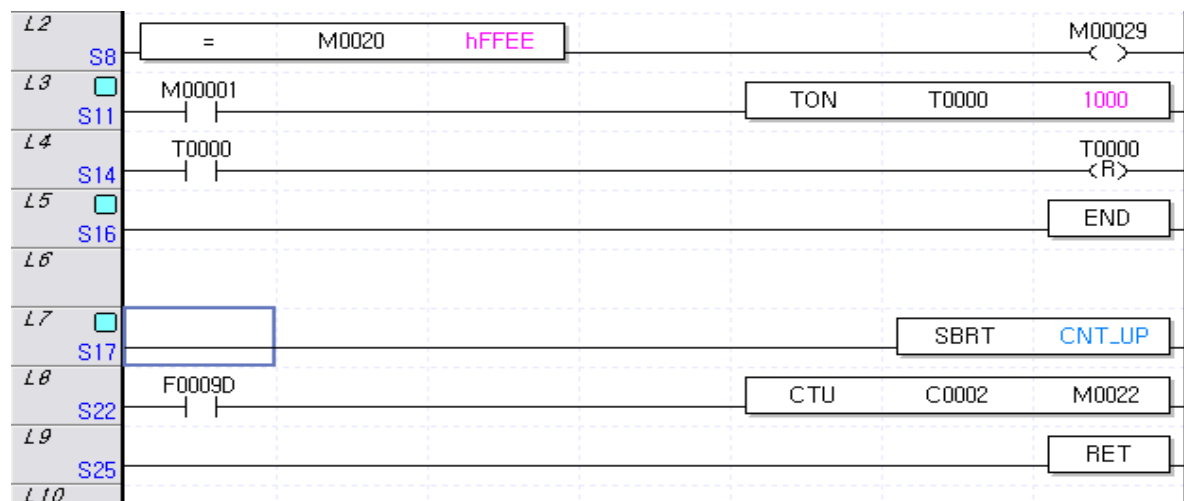 L2
M00029
= M0020 hFFEE
S8
( )
L3
M00001
TON T0000 1000
S11
L4
T0000 T0000
S14
(R)
L5
END
S16
L6
L7
SBRT CNT_UP
S17
L8
F0009D
CTU C0002 M0022
S22
L9
RET
S25
L10